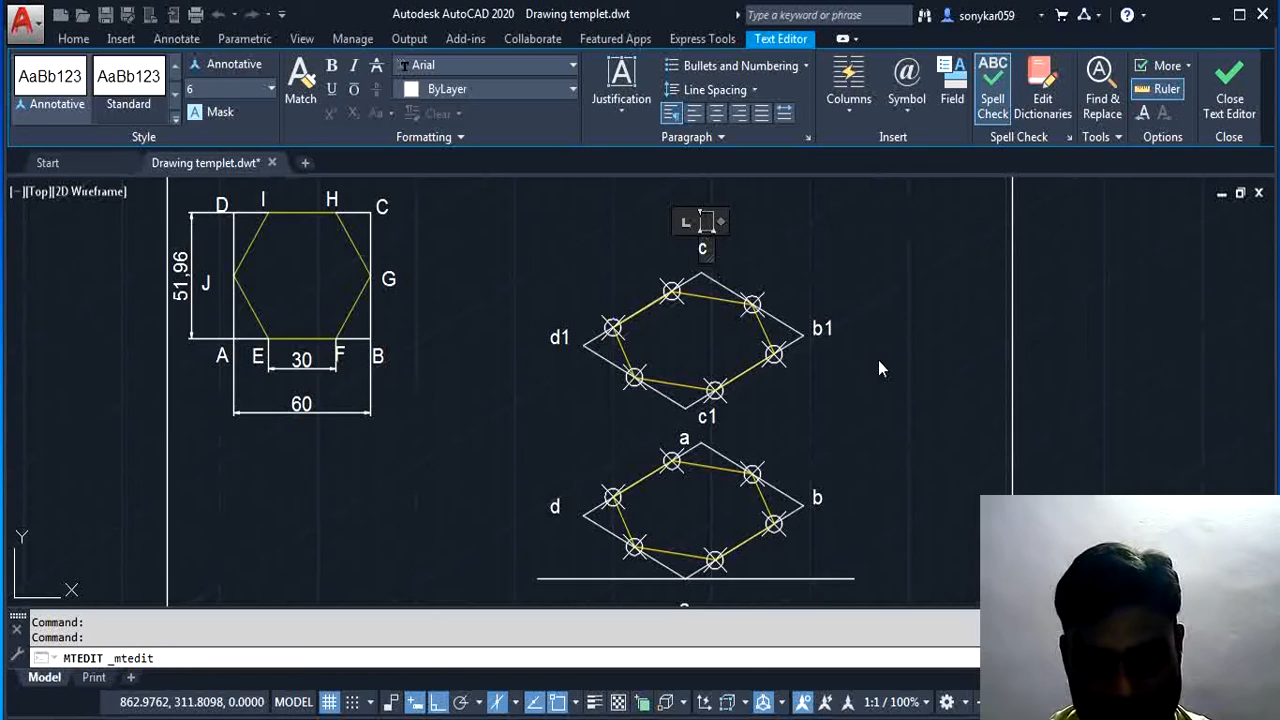 Autodesk AutoCAD 2020 Drawing templet.dwt
Type a keyword or phrase
sonykar059
Home Insert Annotate Parametric View Manage Output Add-ins Collaborate Featured Apps Express Tools Text Editor
AaBb123 AaBb123
Annotative Standard
Annotative
6
Mask
Style
Match
B I A
U O
Arial
ByLayer
Clear
Formatting
Justification
Bullets and Numbering
Line Spacing
Paragraph
Columns
Symbol
Field
Insert
ABC
Spell Check
Edit Dictionaries
Spell Check
Find & Replace
Tools
More
Ruler
Options
Close Text Editor
Close
Start Drawing templet.dwt*
[−][Top][2D Wireframe]
D I H C
51,96
J G
A E F B
30
60
c
d1 b1
c1
a
d b
Y
X
Command:
Command:
MTEDIT _mtedit
Model Print
862.9762, 311.8098, 0.0000 MODEL 1:1 / 100%